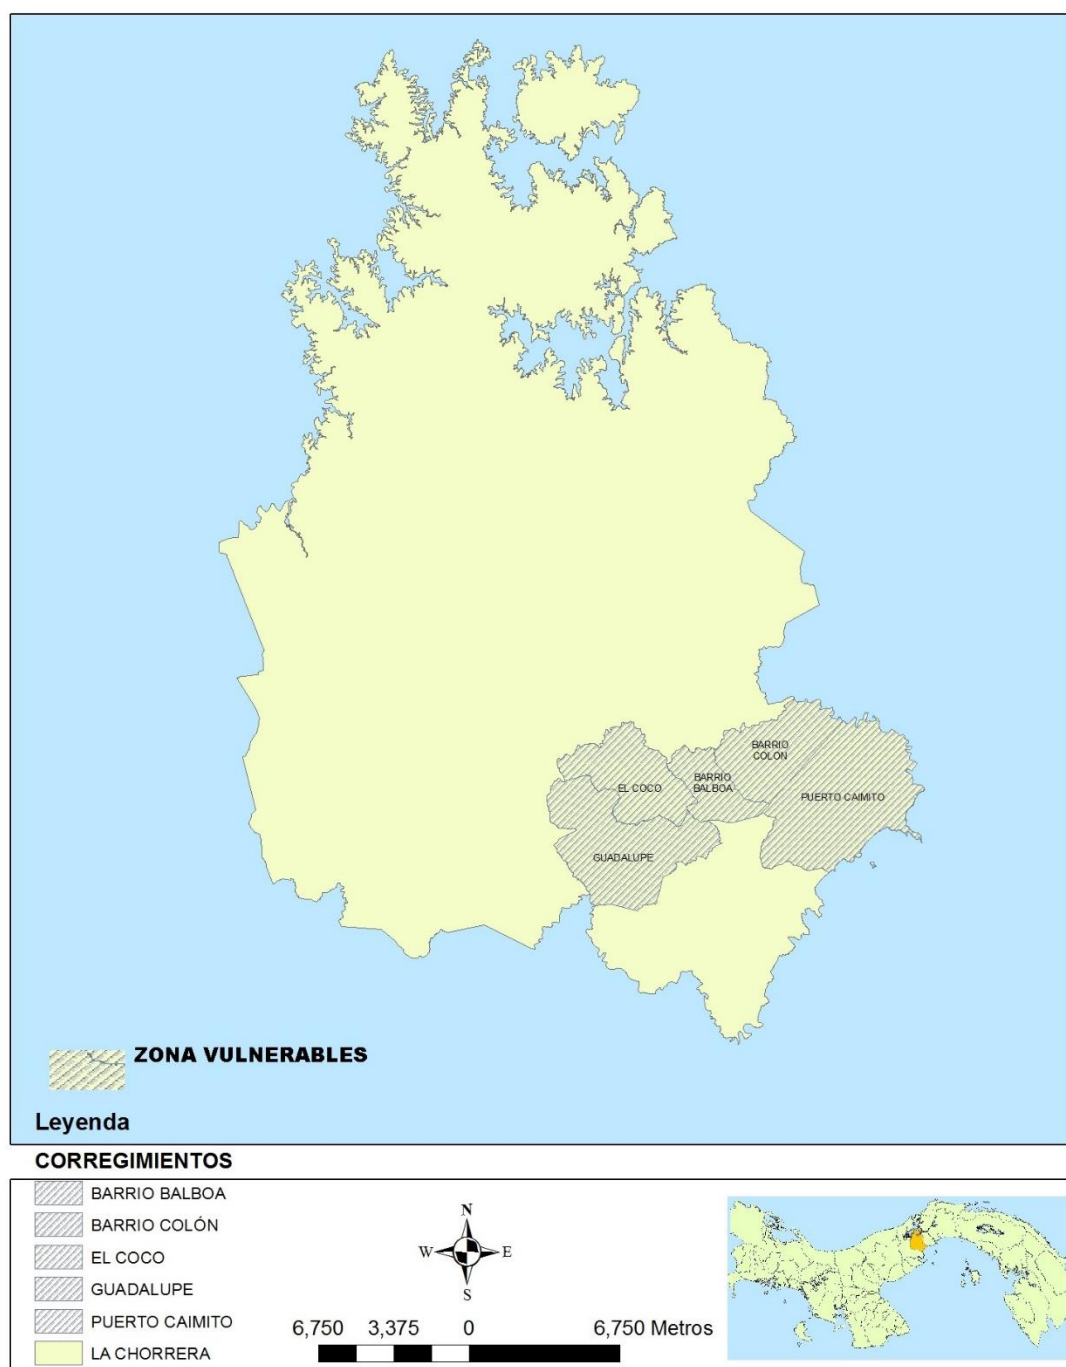 BARRIO
COLÓN
BARRIO
BALBOA
EL COCO
PUERTO CAIMITO
GUADALUPE
ZONA VULNERABLES
Leyenda
CORREGIMIENTOS
BARRIO BALBOA
BARRIO COLÓN
EL COCO
GUADALUPE
PUERTO CAIMITO
LA CHORRERA
N
W E
S
6,750 3,375 0 6,750 Metros